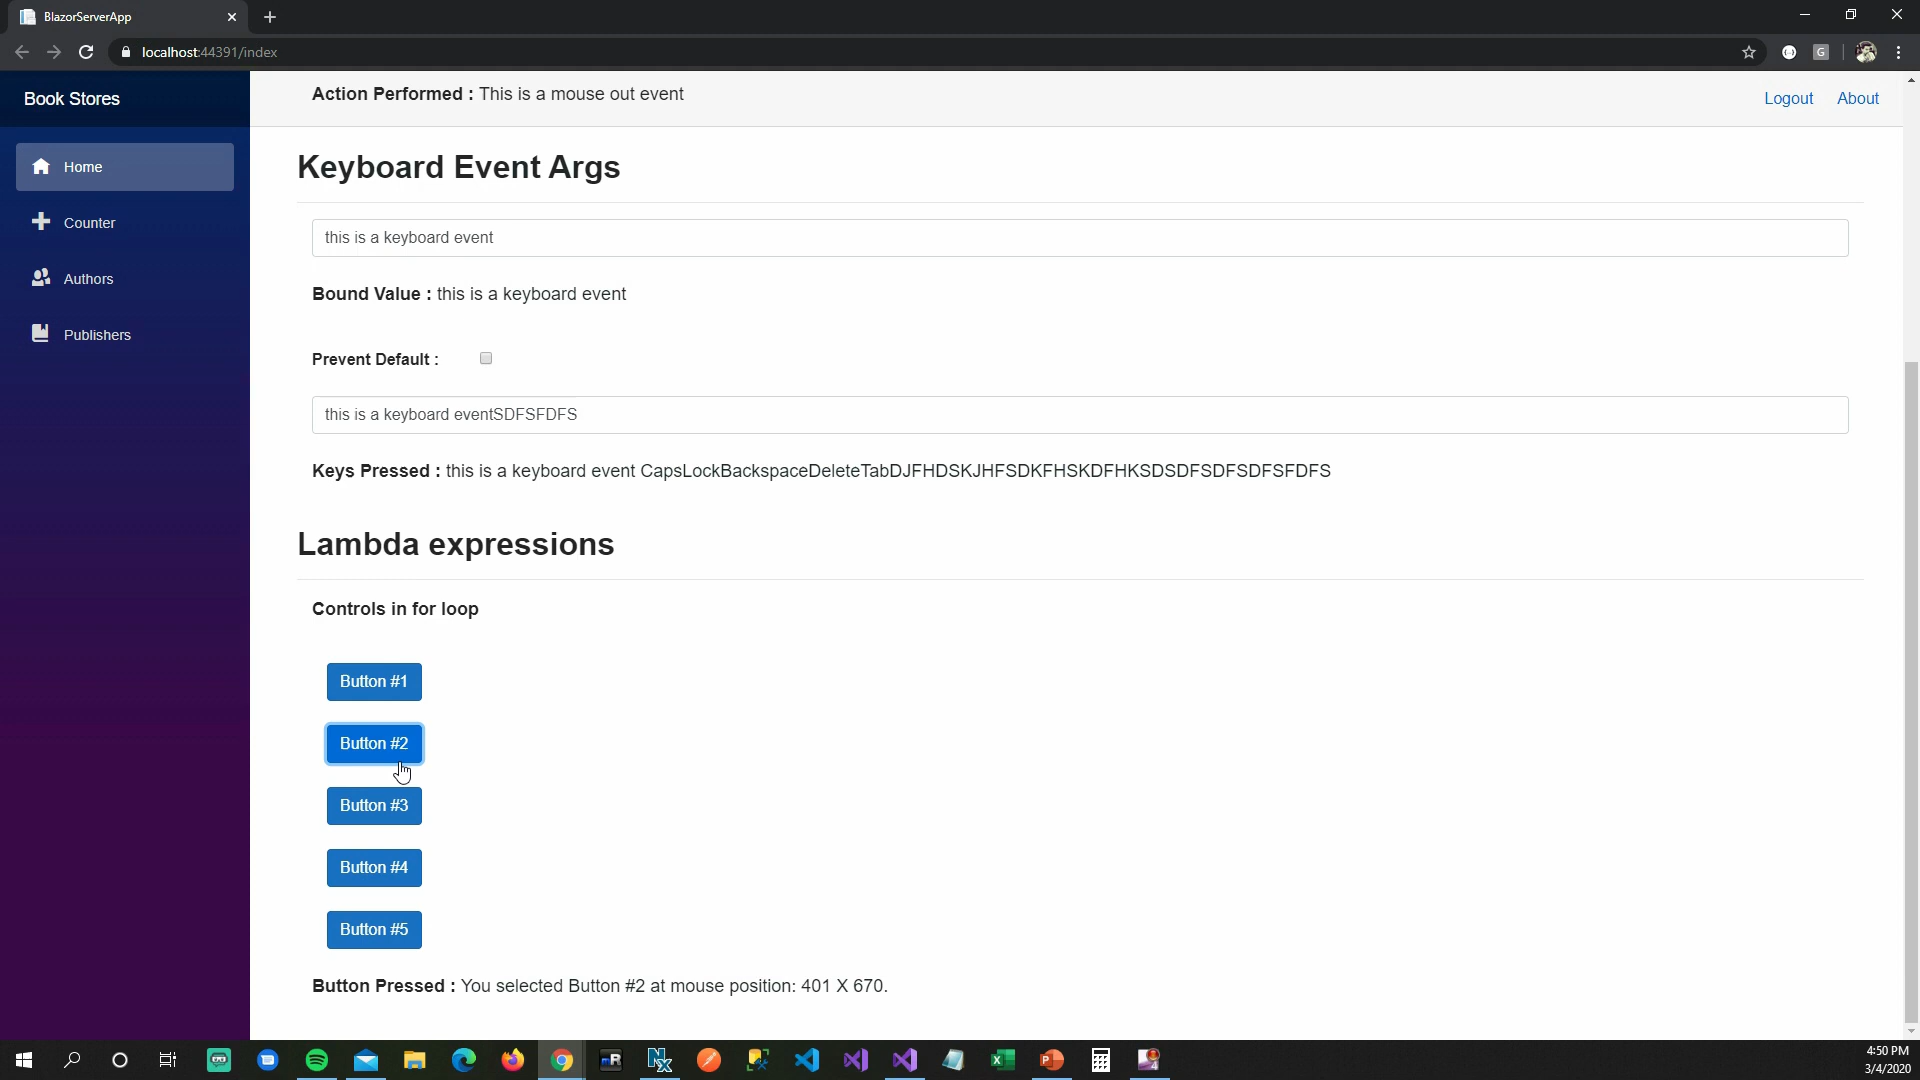 BlazorServerApp
localhost:44391/index
G
Book Stores
Action Performed : This is a mouse out event
Logout
About
Home
Counter
Authors
Publishers
Keyboard Event Args
this is a keyboard event
Bound Value : this is a keyboard event
Prevent Default :
this is a keyboard eventSDFSFDFS
Keys Pressed : this is a keyboard event CapsLockBackspaceDeleteTabDJFHDSKJHFSDKFHSKDFHKSDSDFSDFSDFSFDFS
Lambda expressions
Controls in for loop
Button #1
Button #2
Button #3
Button #4
Button #5
Button Pressed : You selected Button #2 at mouse position: 401 X 670.
4:50 PM
3/4/2020